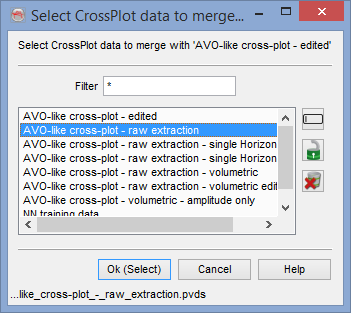 Select CrossPlot data to merge...
Select CrossPlot data to merge with 'AVO-like cross-plot - edited'
Filter *
AVO-like cross-plot - edited
AVO-like cross-plot - raw extraction
AVO-like cross-plot - raw extraction - single Horizon
AVO-like cross-plot - raw extraction - single Horizon
AVO-like cross-plot - raw extraction - volumetric
AVO-like cross-plot - raw extraction - volumetric edit
AVO-like cross-plot - volumetric - amplitude only
NN training data
Ok (Select) Cancel Help
...like_cross-plot_-_raw_extraction.pvds